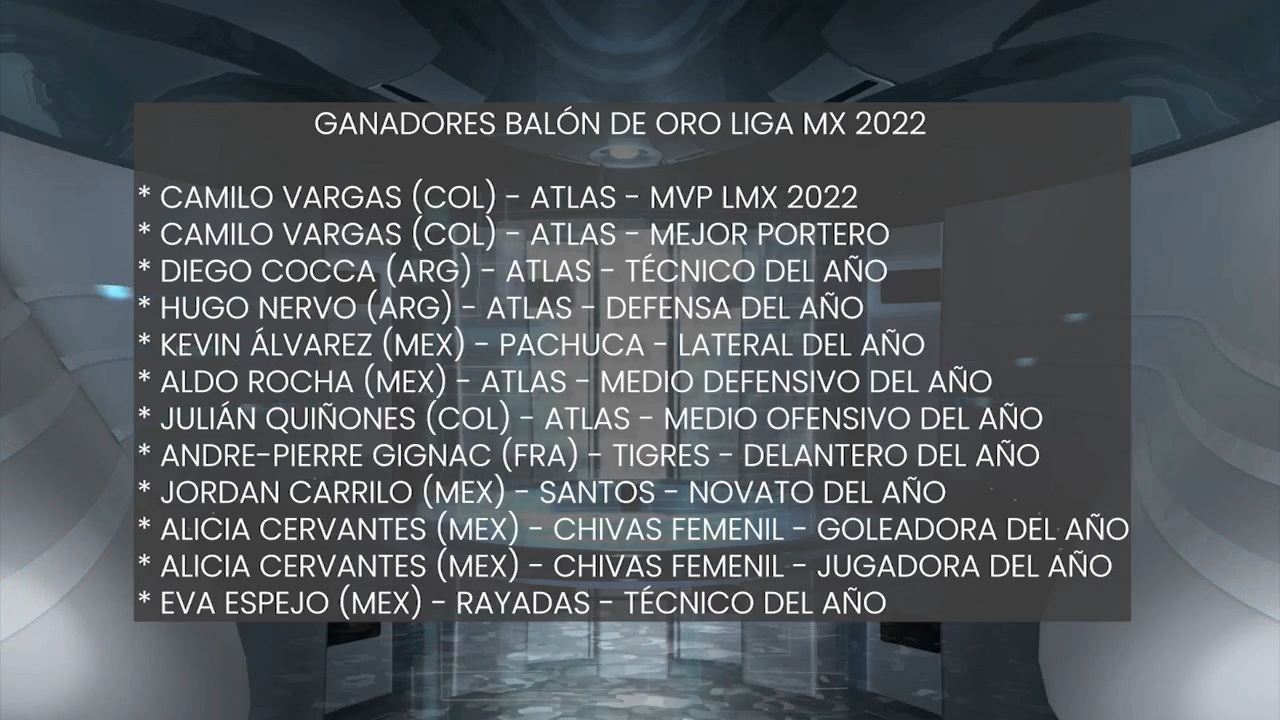 GANADORES BALÓN DE ORO LIGA MX 2022
* CAMILO VARGAS (COL) - ATLAS - MVP LMX 2022
* CAMILO VARGAS (COL) - ATLAS - MEJOR PORTERO
* DIEGO COCCA (ARG) - ATLAS - TÉCNICO DEL AÑO
* HUGO NERVO (ARG) - ATLAS - DEFENSA DEL AÑO
* KEVIN ÁLVAREZ (MEX) - PACHUCA - LATERAL DEL AÑO
* ALDO ROCHA (MEX) - ATLAS - MEDIO DEFENSIVO DEL AÑO
* JULIÁN QUIÑONES (COL) - ATLAS - MEDIO OFENSIVO DEL AÑO
* ANDRE-PIERRE GIGNAC (FRA) - TIGRES - DELANTERO DEL AÑO
* JORDAN CARRILO (MEX) - SANTOS - NOVATO DEL AÑO
* ALICIA CERVANTES (MEX) - CHIVAS FEMENIL - GOLEADORA DEL AÑO
* ALICIA CERVANTES (MEX) - CHIVAS FEMENIL - JUGADORA DEL AÑO
* EVA ESPEJO (MEX) - RAYADAS - TÉCNICO DEL AÑO